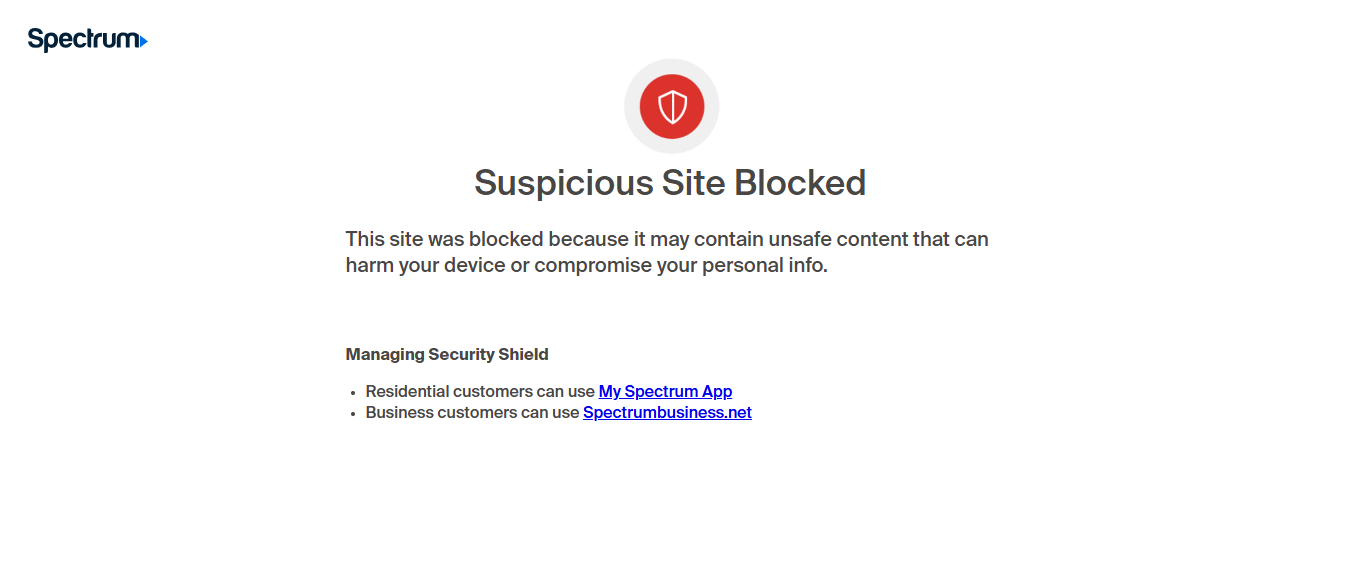 Spectrum
Suspicious Site Blocked
This site was blocked because it may contain unsafe content that can
harm your device or compromise your personal info.
Managing Security Shield
• Residential customers can use My Spectrum App
• Business customers can use Spectrumbusiness.net